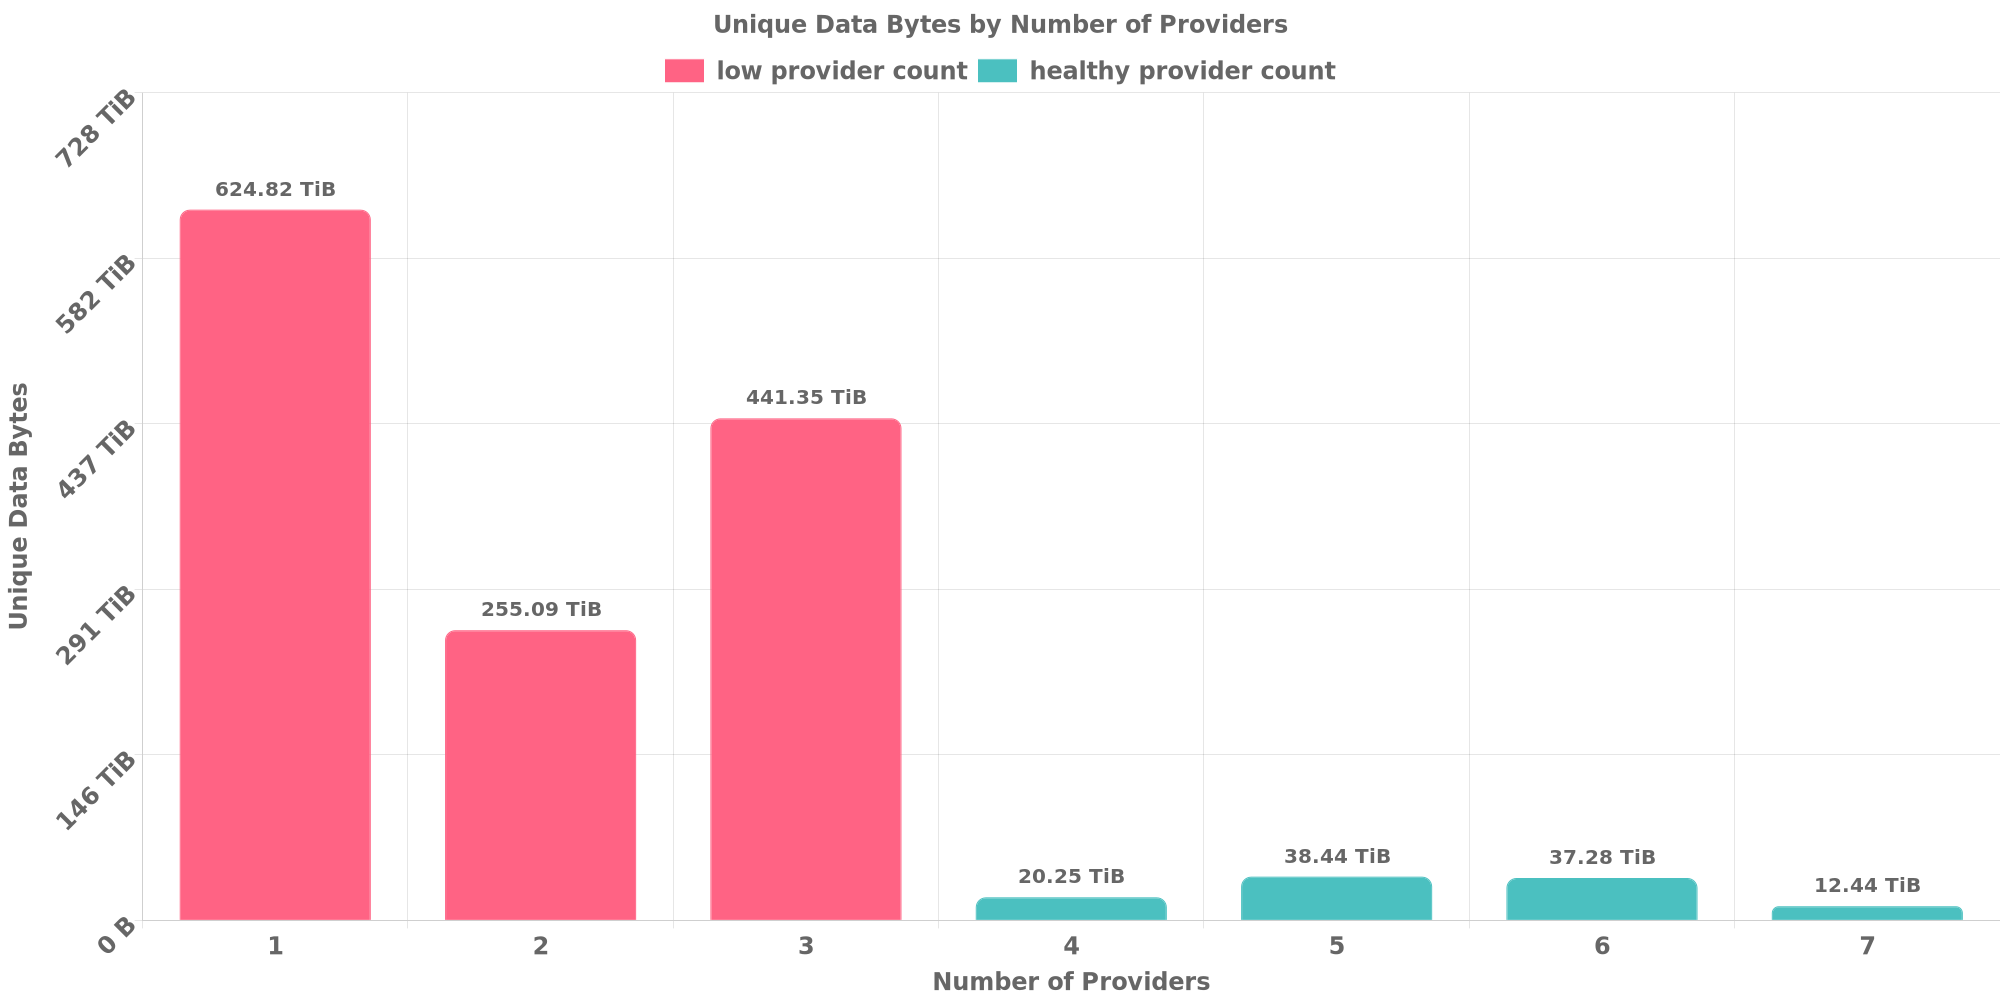 Unique Data Bytes by Number of Providers
low provider count healthy provider count
Unique Data Bytes
728 TiB
582 TiB
437 TiB
291 TiB
146 TiB
0 B
624.82 TiB
255.09 TiB
441.35 TiB
20.25 TiB
38.44 TiB
37.28 TiB
12.44 TiB
1 2 3 4 5 6 7
Number of Providers